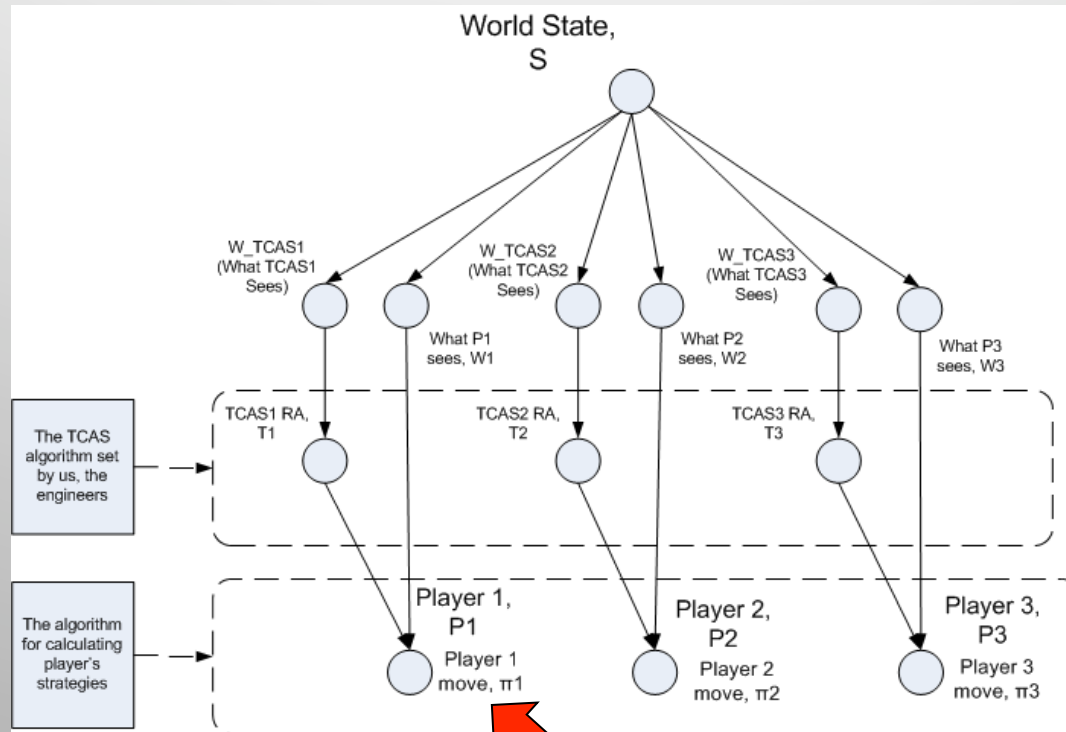 World State,
S
W_TCAS1
(What TCAS1
Sees)
What P1
sees, W1
W_TCAS2
(What TCAS2
Sees)
What P2
sees, W2
W_TCAS3
(What TCAS3
Sees)
What P3
sees, W3
The TCAS
algorithm set
by us, the
engineers
TCAS1 RA,
T1
TCAS2 RA,
T2
TCAS3 RA,
T3
The algorithm
for calculating
player's
strategies
Player 1,
P1
Player 1
move, π1
Player 2,
P2
Player 2
move, π2
Player 3,
P3
Player 3
move, π3